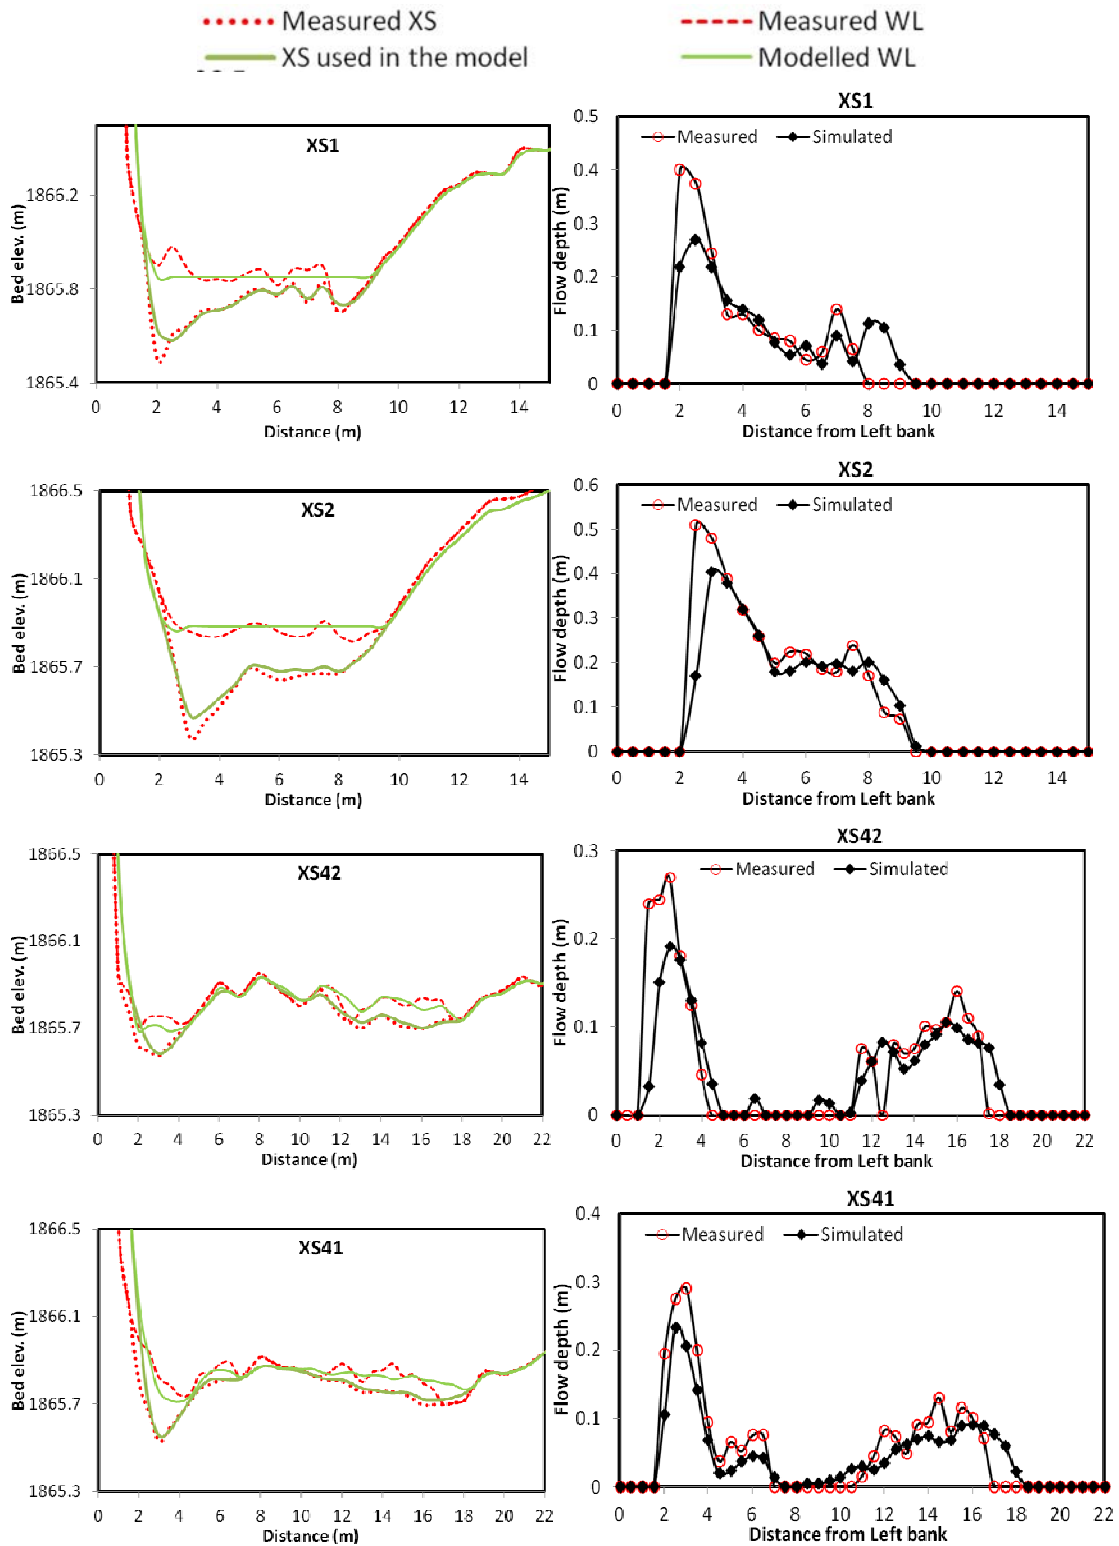 Measured XS Measured WL
XS used in the model Modelled WL
XS1
0.5
Measured Simulated
XS1
0.4
1866.2
0.3
Bed elev. (m)
Flow depth (m)
0.2
1865.8
0.1
1865.4
0
0 2 4 6 8 10 12 14
0 2 4 6 8 10 12 14
Distance (m)
Distance from Left bank
XS2
1866.5
0.6
XS2
Measured Simulated
0.5
1866.1
0.4
Bed elev. (m)
Flow depth (m)
0.3
1865.7
0.2
0.1
1865.3
0
0 2 4 6 8 10 12 14
0 2 4 6 8 10 12 14
Distance (m)
Distance from Left bank
XS42
1866.5
0.3
XS42
Measured Simulated
1866.1
0.2
Bed elev. (m)
Flow depth (m)
1865.7
0.1
1865.3
0
0 2 4 6 8 10 12 14 16 18 20 22
0 2 4 6 8 10 12 14 16 18 20 22
Distance (m)
Distance from Left bank
XS41
1866.5
0.4
XS41
Measured Simulated
0.3
1866.1
Bed elev. (m)
Flow depth (m)
0.2
1865.7
0.1
1865.3
0
0 2 4 6 8 10 12 14 16 18 20 22
0 2 4 6 8 10 12 14 16 18 20 22
Distance (m)
Distance from Left bank